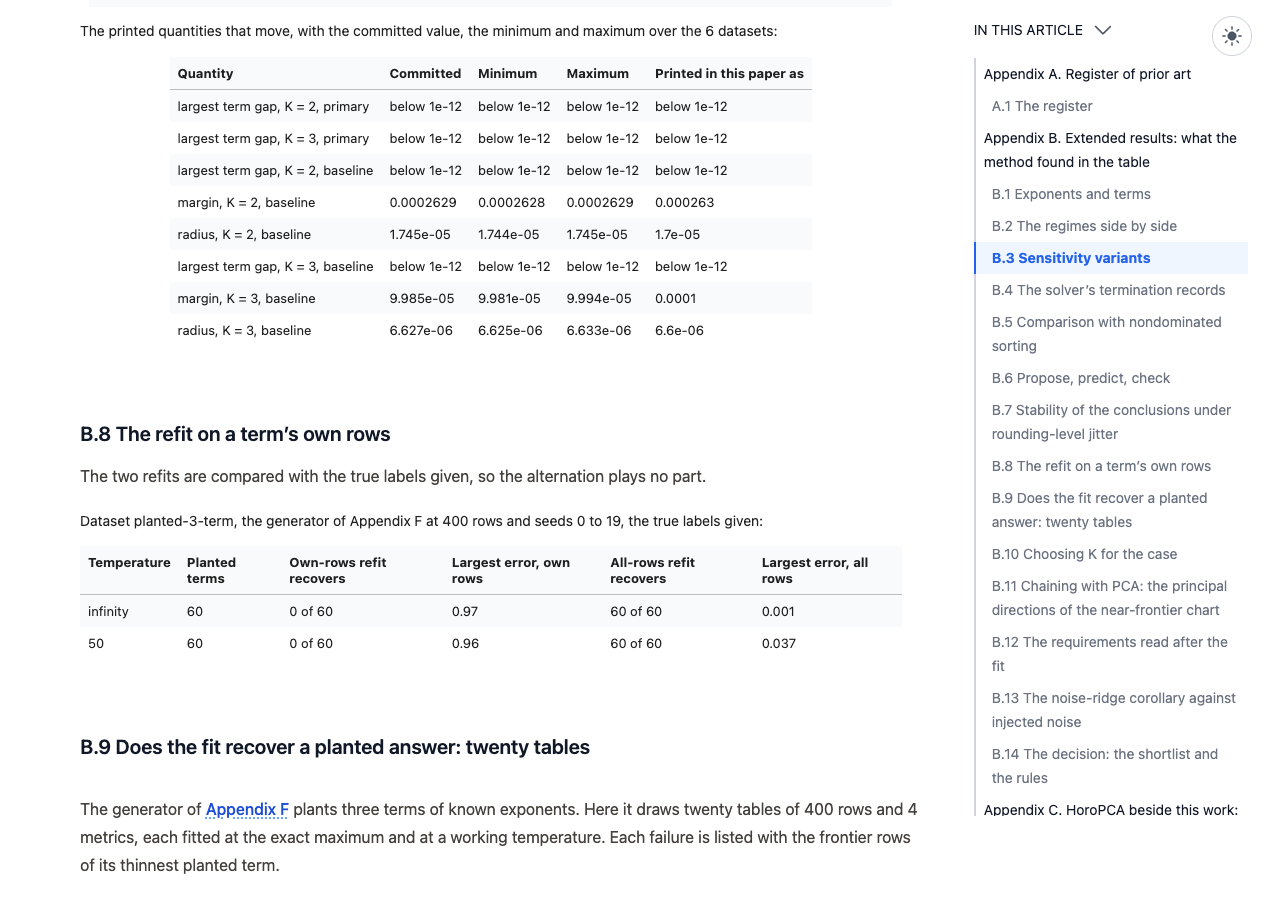 The printed quantities that move, with the committed value, the minimum and maximum over the 6 datasets:
Quantity Committed Minimum Maximum Printed in this paper as
largest term gap, K = 2, primary below 1e-12 below 1e-12 below 1e-12 below 1e-12
largest term gap, K = 3, primary below 1e-12 below 1e-12 below 1e-12 below 1e-12
largest term gap, K = 2, baseline below 1e-12 below 1e-12 below 1e-12 below 1e-12
margin, K = 2, baseline 0.0002629 0.0002628 0.0002629 0.000263
radius, K = 2, baseline 1.745e-05 1.744e-05 1.745e-05 1.7e-05
largest term gap, K = 3, baseline below 1e-12 below 1e-12 below 1e-12 below 1e-12
margin, K = 3, baseline 9.985e-05 9.981e-05 9.994e-05 0.0001
radius, K = 3, baseline 6.627e-06 6.625e-06 6.633e-06 6.6e-06
B.8 The refit on a term’s own rows
The two refits are compared with the true labels given, so the alternation plays no part.
Dataset planted-3-term, the generator of Appendix F at 400 rows and seeds 0 to 19, the true labels given:
Temperature Planted terms Own-rows refit recovers Largest error, own rows All-rows refit recovers Largest error, all rows
infinity 60 0 of 60 0.97 60 of 60 0.001
50 60 0 of 60 0.96 60 of 60 0.037
B.9 Does the fit recover a planted answer: twenty tables
The generator of Appendix F plants three terms of known exponents. Here it draws twenty tables of 400 rows and 4
metrics, each fitted at the exact maximum and at a working temperature. Each failure is listed with the frontier rows
of its thinnest planted term.
IN THIS ARTICLE
Appendix A. Register of prior art
A.1 The register
Appendix B. Extended results: what the
method found in the table
B.1 Exponents and terms
B.2 The regimes side by side
B.3 Sensitivity variants
B.4 The solver’s termination records
B.5 Comparison with nondominated
sorting
B.6 Propose, predict, check
B.7 Stability of the conclusions under
rounding-level jitter
B.8 The refit on a term’s own rows
B.9 Does the fit recover a planted
answer: twenty tables
B.10 Choosing K for the case
B.11 Chaining with PCA: the principal
directions of the near-frontier chart
B.12 The requirements read after the
fit
B.13 The noise-ridge corollary against
injected noise
B.14 The decision: the shortlist and
the rules
Appendix C. HoroPCA beside this work: